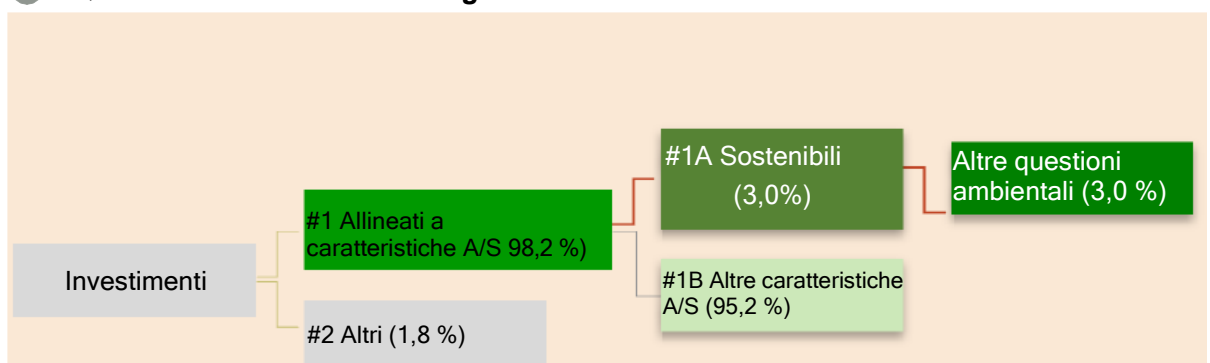 #1A Sostenibili
(3,0%)
Altre questioni
ambientali (3,0 %)
#1 Allineati a
caratteristiche A/S 98,2 %)
Investimenti
#1B Altre caratteristiche
A/S (95,2 %)
#2 Altri (1,8 %)